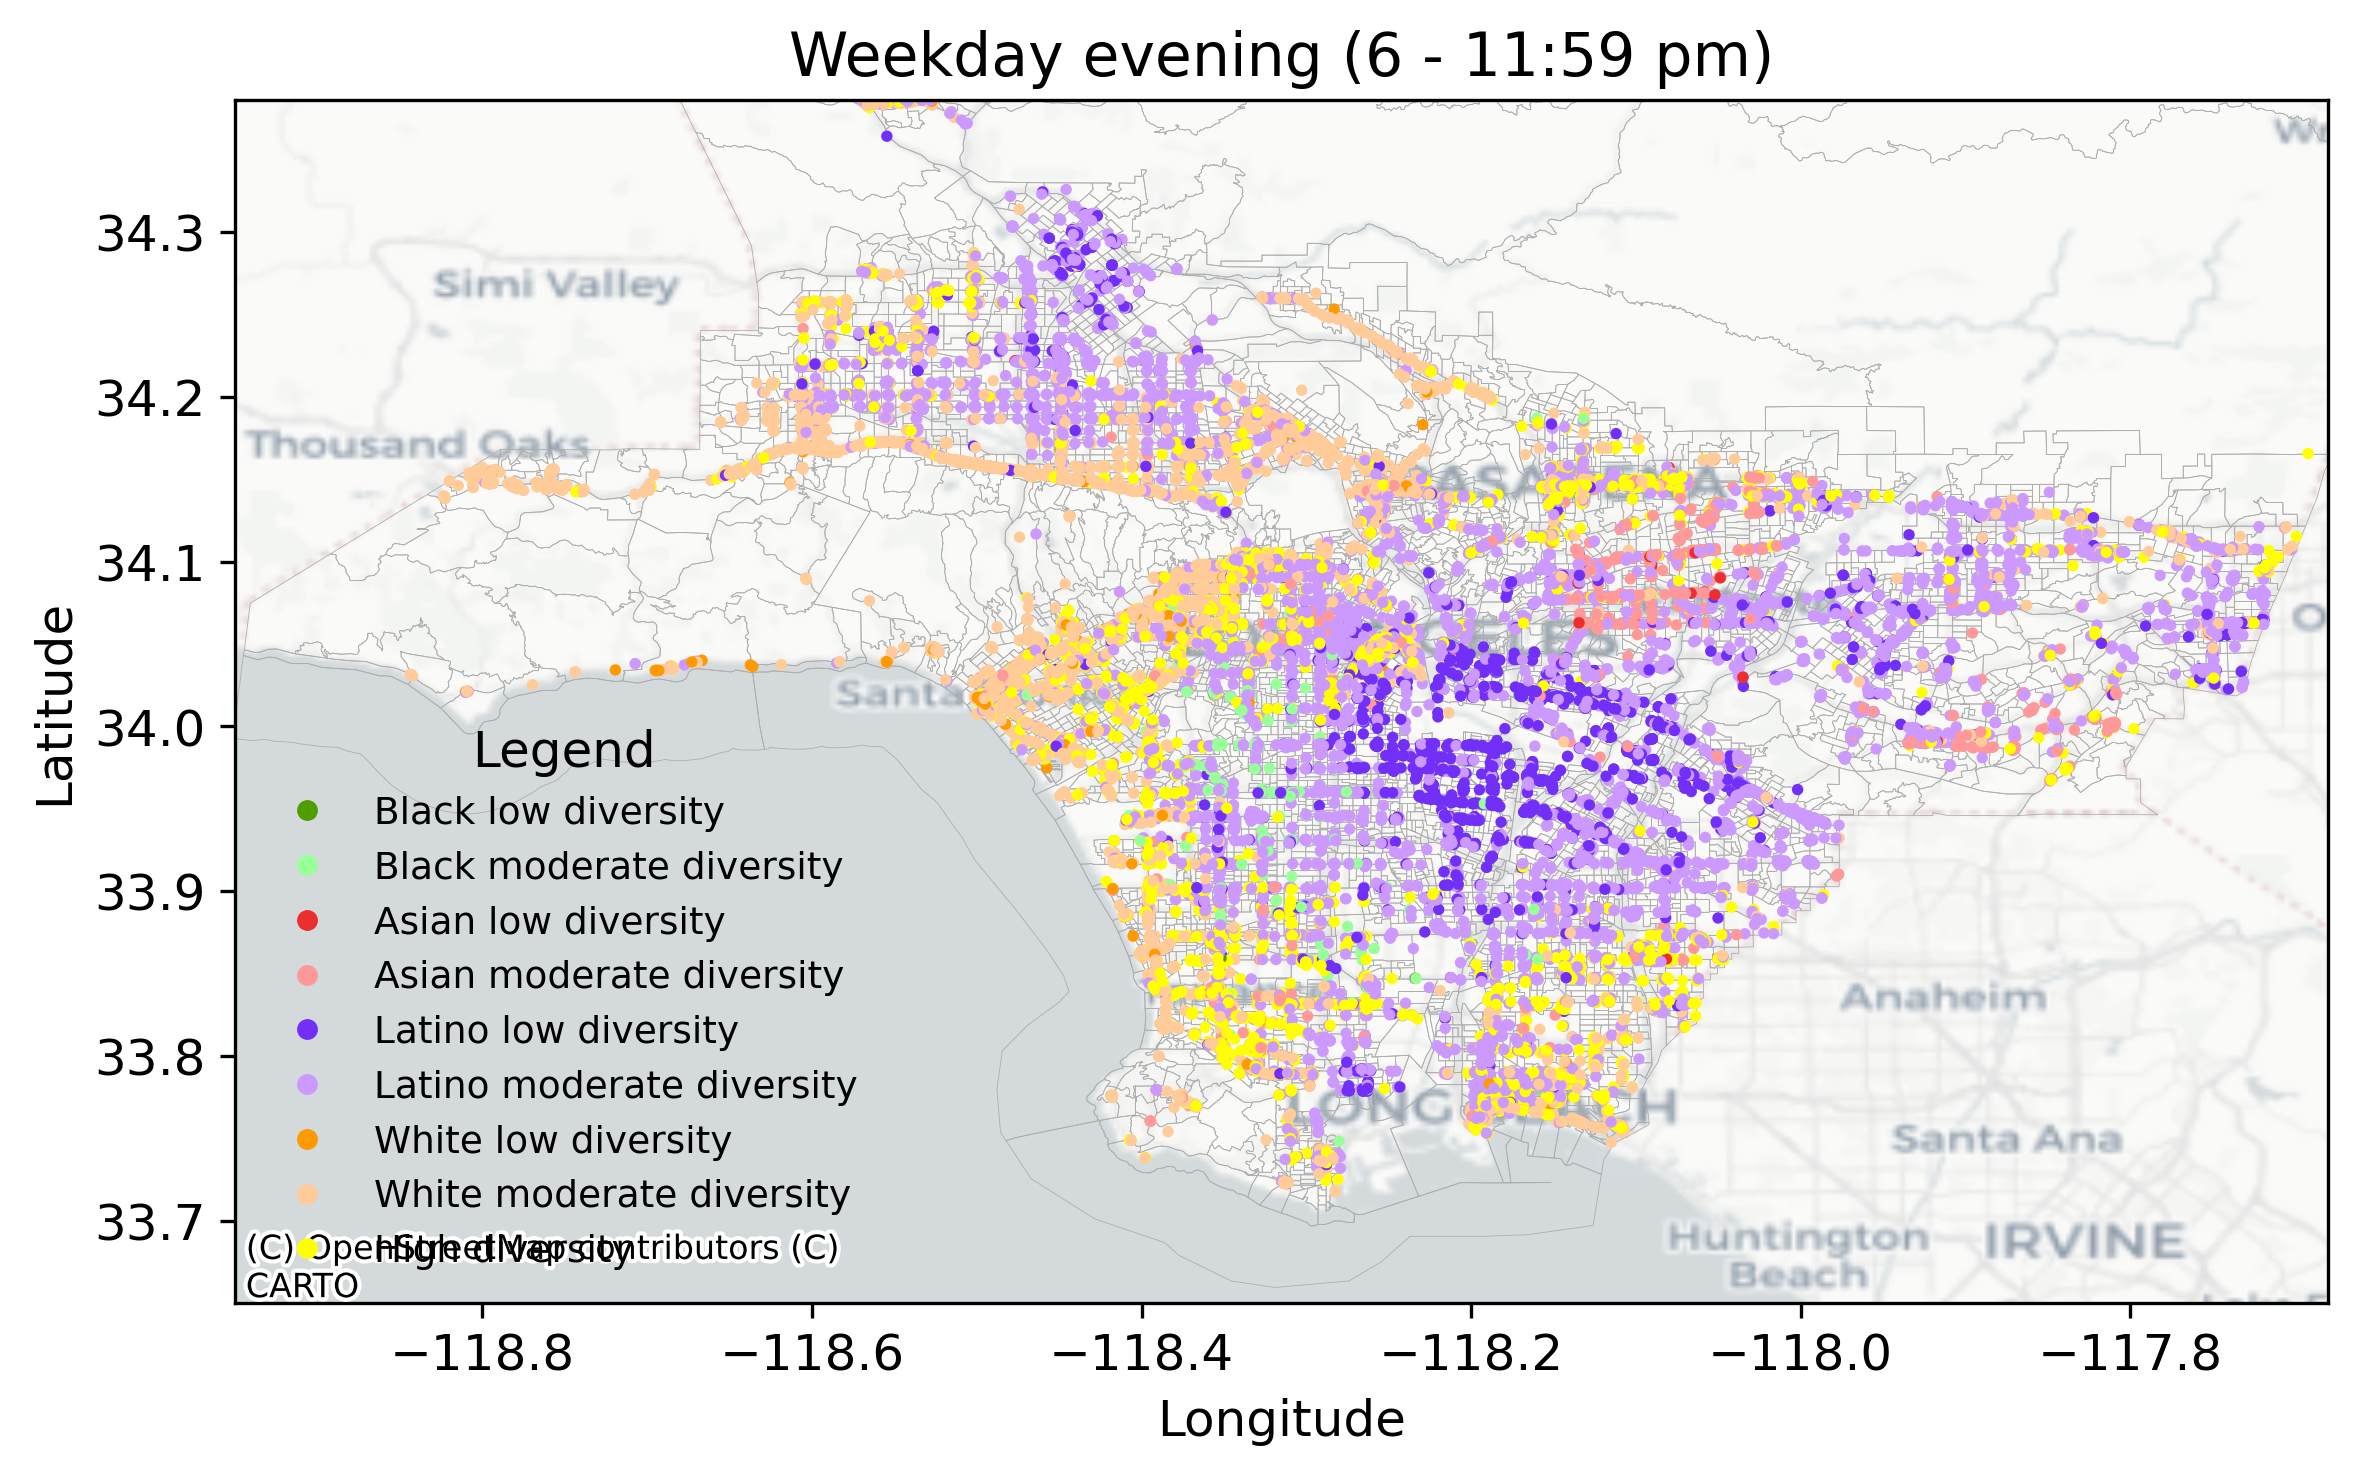 Weekday evening (6 - 11:59 pm)
34.3
34.2
34.1
34.0
33.9
33.8
33.7
Latitude
Simi Valley
Thousand Oaks
Santa
Anaheim
Santa Ana
LONG BEACH
Huntington
Beach
IRVINE
Legend
Black low diversity
Black moderate diversity
Asian low diversity
Asian moderate diversity
Latino low diversity
Latino moderate diversity
White low diversity
White moderate diversity
High diversity
(C) OpenStreetMap contributors (C)
CARTO
−118.8
−118.6
−118.4
−118.2
−118.0
−117.8
Longitude